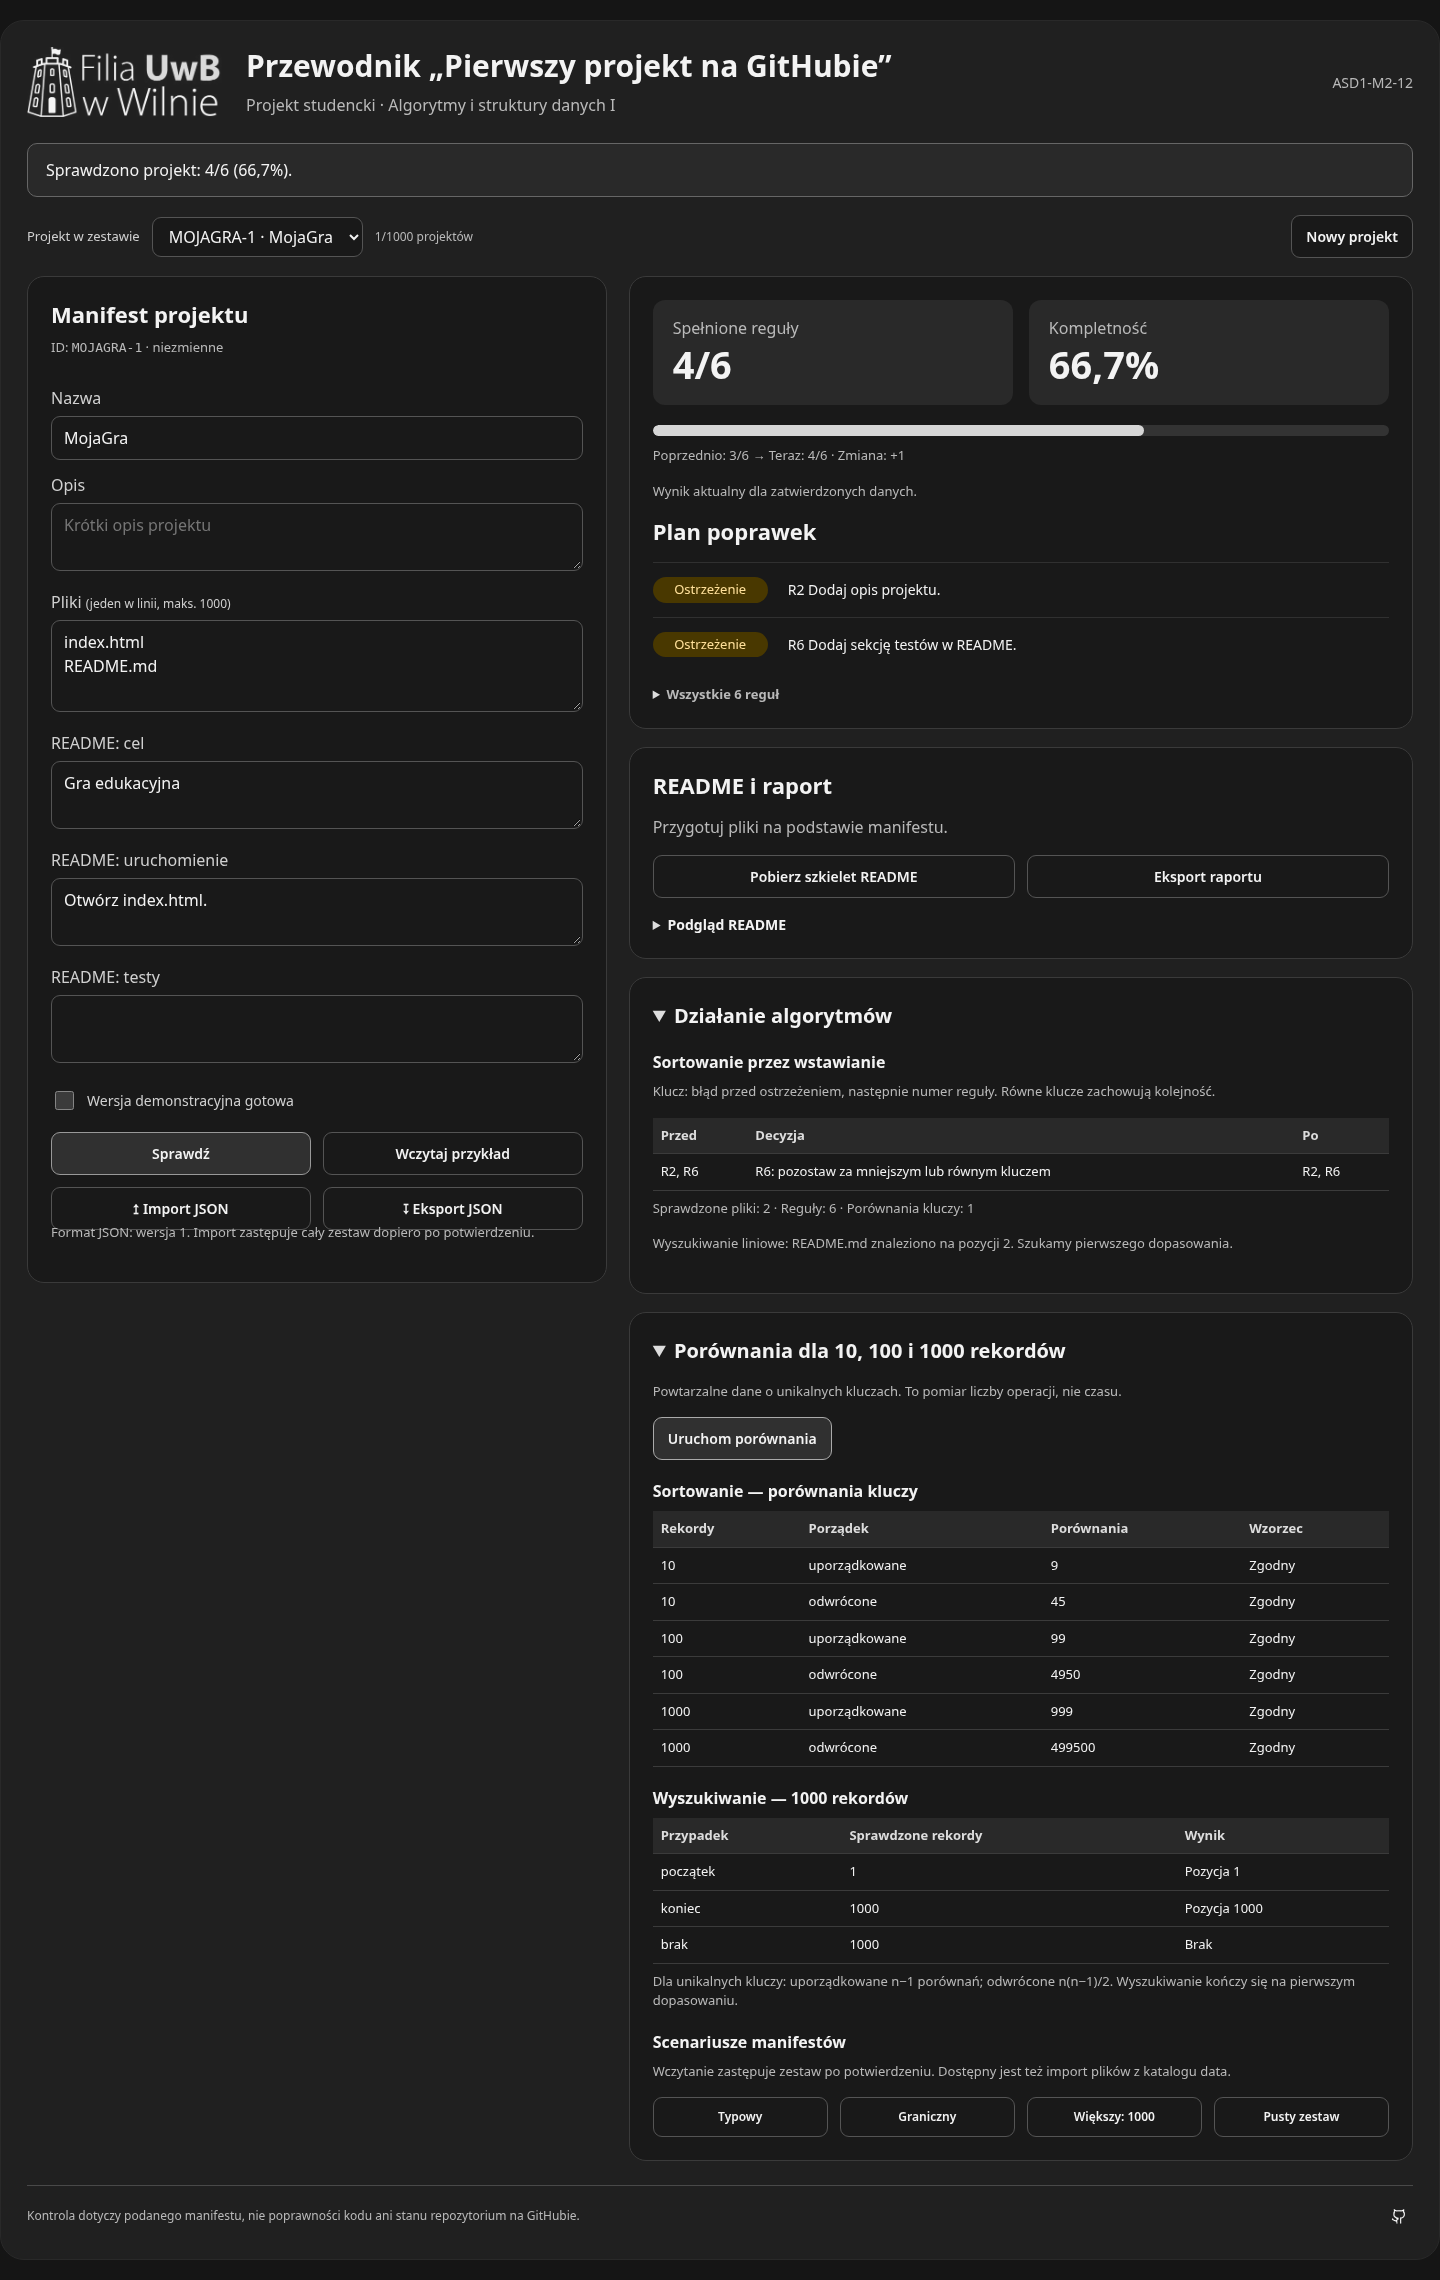 Filia UwB
w Wilnie
Przewodnik „Pierwszy projekt na GitHubie”
Projekt studencki · Algorytmy i struktury danych I
ASD1-M2-12
Sprawdzono projekt: 4/6 (66,7%).
Projekt w zestawie
MOJAGRA-1 · MojaGra
1/1000 projektów
Nowy projekt
Manifest projektu
ID: MOJAGRA-1 · niezmienne
Nazwa
MojaGra
Opis
Krótki opis projektu
Pliki (jeden w linii, maks. 1000)
index.html
README.md
README: cel
Gra edukacyjna
README: uruchomienie
Otwórz index.html.
README: testy
Wersja demonstracyjna gotowa
Sprawdź
Wczytaj przykład
↥ Import JSON
↧ Eksport JSON
Format JSON: wersja 1. Import zastępuje cały zestaw dopiero po potwierdzeniu.
Spełnione reguły
4/6
Kompletność
66,7%
Poprzednio: 3/6 → Teraz: 4/6 · Zmiana: +1
Wynik aktualny dla zatwierdzonych danych.
Plan poprawek
Ostrzeżenie R2 Dodaj opis projektu.
Ostrzeżenie R6 Dodaj sekcję testów w README.
Wszystkie 6 reguł
README i raport
Przygotuj pliki na podstawie manifestu.
Pobierz szkielet README
Eksport raportu
Podgląd README
Działanie algorytmów
Sortowanie przez wstawianie
Klucz: błąd przed ostrzeżeniem, następnie numer reguły. Równe klucze zachowują kolejność.
Przed Decyzja Po
R2, R6 R6: pozostaw za mniejszym lub równym kluczem R2, R6
Sprawdzone pliki: 2 · Reguły: 6 · Porównania kluczy: 1
Wyszukiwanie liniowe: README.md znaleziono na pozycji 2. Szukamy pierwszego dopasowania.
Porównania dla 10, 100 i 1000 rekordów
Powtarzalne dane o unikalnych kluczach. To pomiar liczby operacji, nie czasu.
Uruchom porównania
Sortowanie — porównania kluczy
Rekordy Porządek Porównania Wzorzec
10 uporządkowane 9 Zgodny
10 odwrócone 45 Zgodny
100 uporządkowane 99 Zgodny
100 odwrócone 4950 Zgodny
1000 uporządkowane 999 Zgodny
1000 odwrócone 499500 Zgodny
Wyszukiwanie — 1000 rekordów
Przypadek Sprawdzone rekordy Wynik
początek 1 Pozycja 1
koniec 1000 Pozycja 1000
brak 1000 Brak
Dla unikalnych kluczy: uporządkowane n−1 porównań; odwrócone n(n−1)/2. Wyszukiwanie kończy się na pierwszym
dopasowaniu.
Scenariusze manifestów
Wczytanie zastępuje zestaw po potwierdzeniu. Dostępny jest też import plików z katalogu data.
Typowy
Graniczny
Większy: 1000
Pusty zestaw
Kontrola dotyczy podanego manifestu, nie poprawności kodu ani stanu repozytorium na GitHubie.